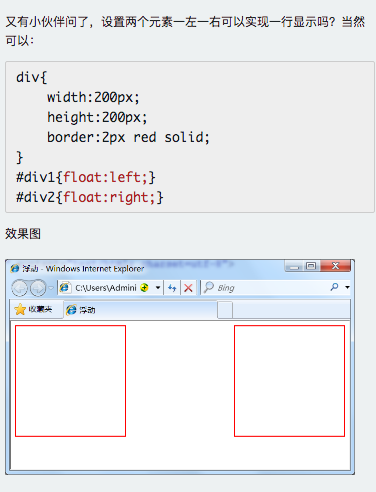 又有小伙伴问了，设置两个元素一左一右可以实现一行显示吗？当然
可以：
div{
    width:200px;
    height:200px;
    border:2px red solid;
}
#div1{float:left;}
#div2{float:right;}
效果图
浮动 - Windows Internet Explorer
C:\Users\Admini
Bing
收藏夹
浮动